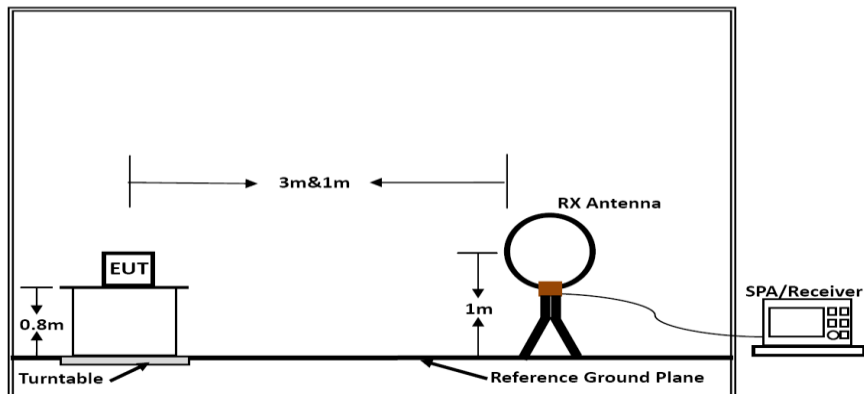 3m&1m
RX Antenna
EUT
SPA/Receiver
0.8m
1m
Turntable
Reference Ground Plane